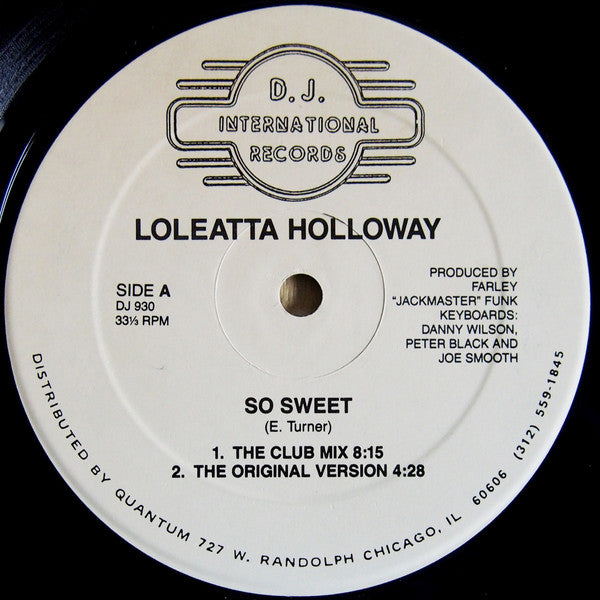 D.J.
INTERNATIONAL
RECORDS
LOLEATTA HOLLOWAY
SIDE A
DJ 930
33⅓ RPM
PRODUCED BY
FARLEY
"JACKMASTER" FUNK
KEYBOARDS:
DANNY WILSON,
PETER BLACK AND
JOE SMOOTH
SO SWEET
(E. Turner)
1. THE CLUB MIX 8:15
2. THE ORIGINAL VERSION 4:28
DISTRIBUTED BY QUANTUM 727 W. RANDOLPH CHICAGO, IL 60606 (312) 559-1845